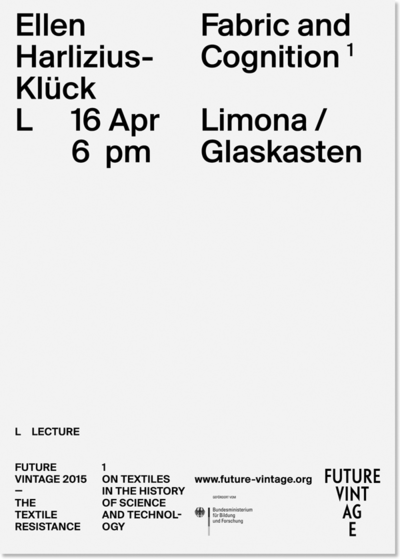 Ellen
Harlizius-
Klück
L 16 Apr
6 pm
Fabric and
Cognition 1
Limona /
Glaskasten
L LECTURE
FUTURE
VINTAGE 2015
—
THE
TEXTILE
RESISTANCE
1
ON TEXTILES
IN THE HISTORY
OF SCIENCE
AND TECHNOL-
OGY
www.future-vintage.org
GEFÖRDERT VOM
Bundesministerium
für Bildung
und Forschung
FUTURE
VINT
AG
E